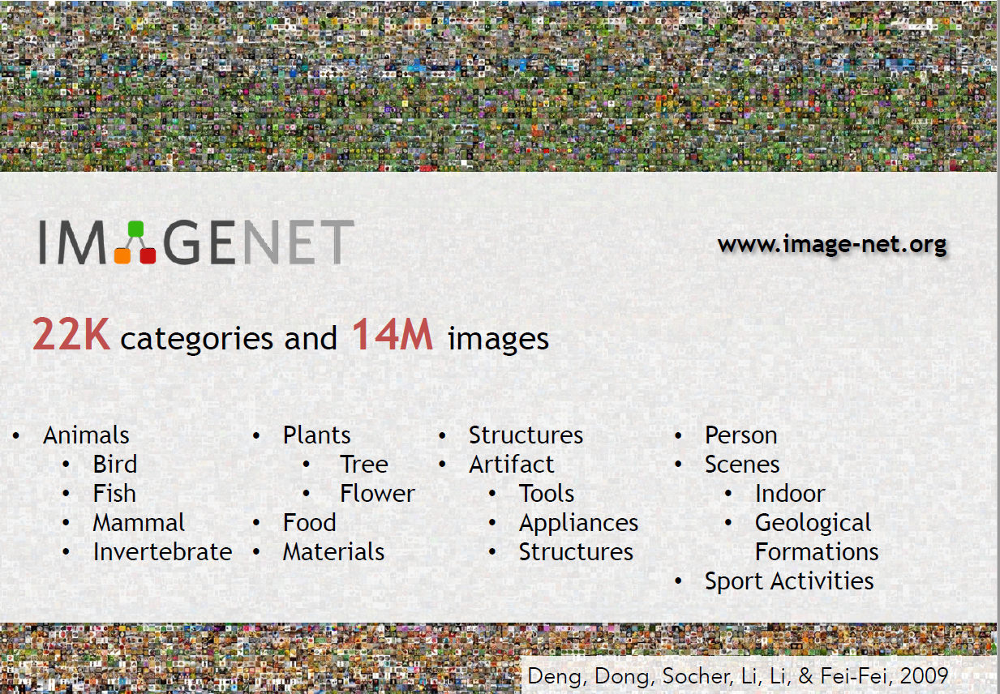 IMAGENET
www.image-net.org
22K categories and 14M images
• Animals
• Bird
• Fish
• Mammal
• Invertebrate
• Plants
• Tree
• Flower
• Food
• Materials
• Structures
• Artifact
• Tools
• Appliances
• Structures
• Person
• Scenes
• Indoor
• Geological
Formations
• Sport Activities
Deng, Dong, Socher, Li, Li, & Fei-Fei, 2009